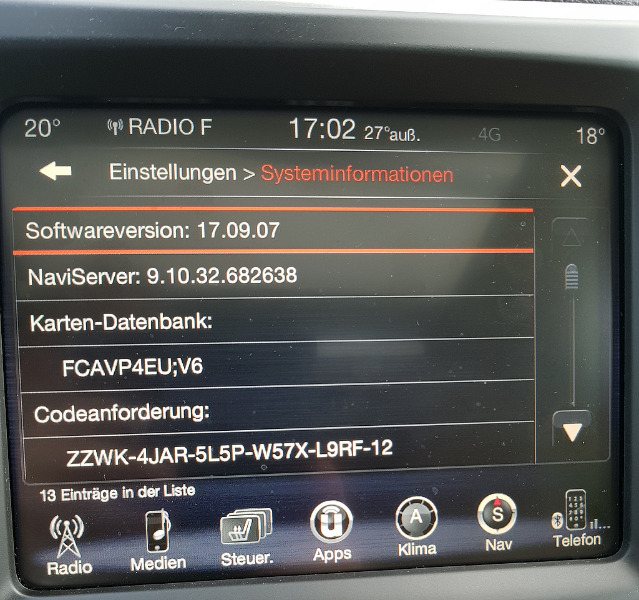 20° RADIO F 17:02 27°auß. 4G 18°
Einstellungen > Systeminformationen
Softwareversion: 17.09.07
NaviServer: 9.10.32.682638
Karten-Datenbank:
FCAVP4EU;V6
Codeanforderung:
ZZWK-4JAR-5L5P-W57X-L9RF-12
13 Einträge in der Liste
A S
Radio Medien Steuer. Apps Klima Nav Telefon